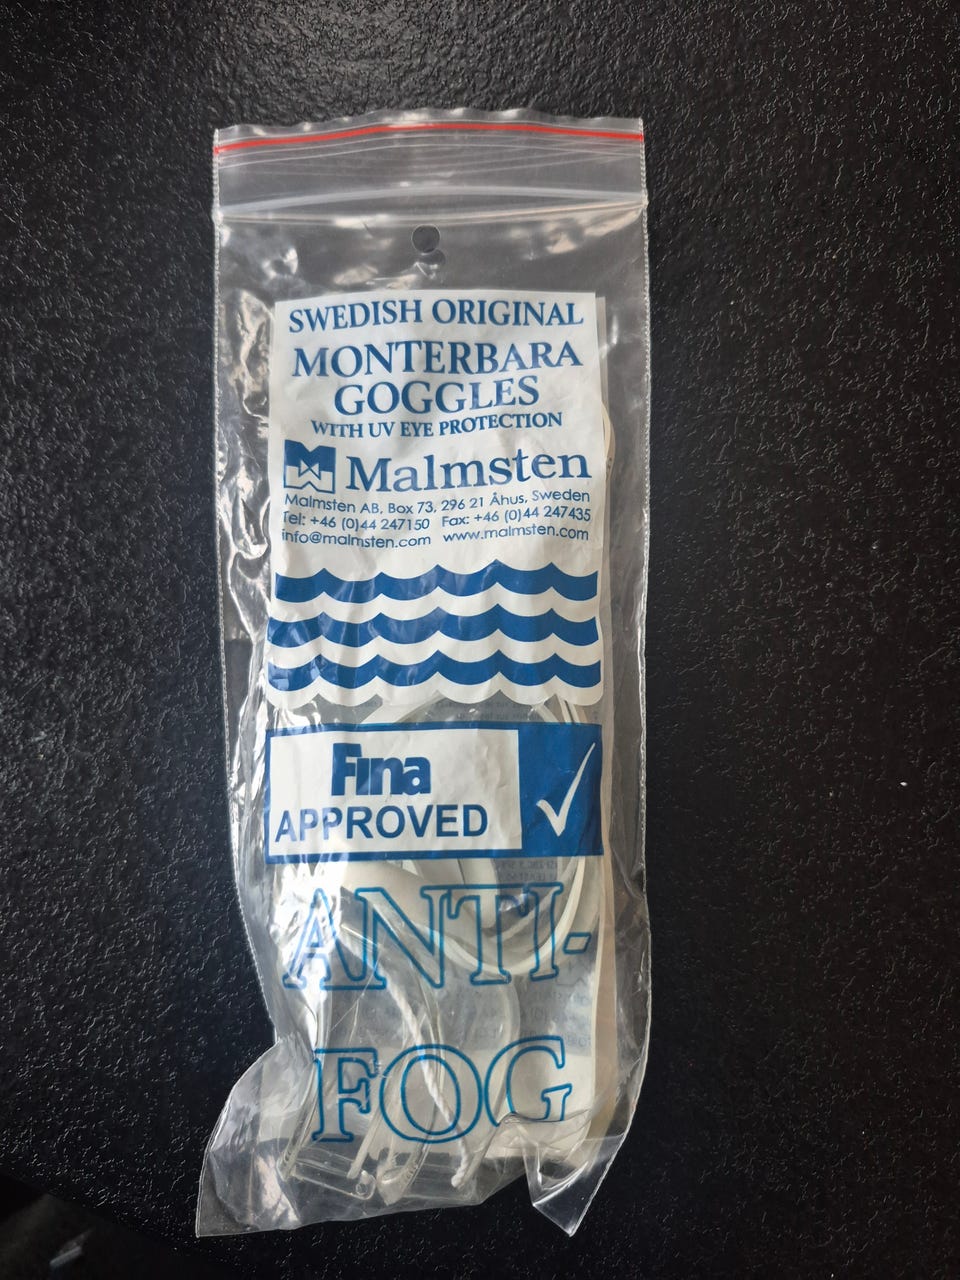 SWEDISH ORIGINAL
MONTERBARA
GOGGLES
WITH UV EYE PROTECTION
Malmsten
Malmsten AB, Box 73, 296 21 Åhus, Sweden
Tel: +46 (0)44 247150 Fax: +46 (0)44 247435
info@malmsten.com www.malmsten.com
Fina
APPROVED
ANTI-
FOG